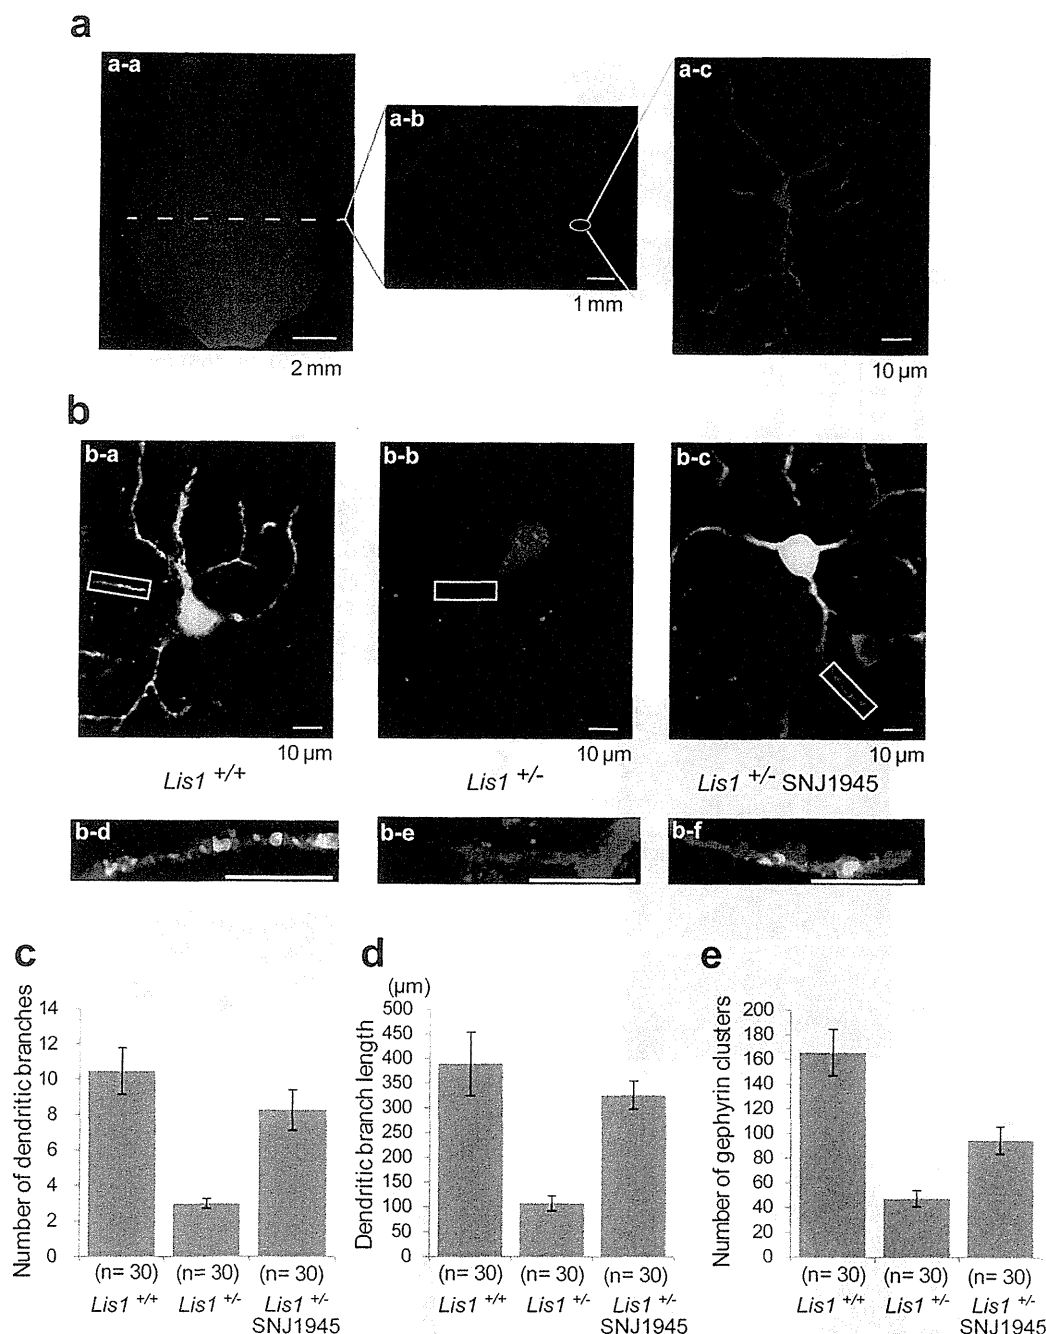 a
a-a
2 mm
a-b
1 mm
a-c
10 µm
b
b-a
10 µm
Lis1 +/+
b-b
10 µm
Lis1 +/-
b-c
10 µm
Lis1 +/- SNJ1945
b-d
b-e
b-f
c
Number of dendritic branches
14
12
10
8
6
4
2
0
(n= 30) (n= 30) (n= 30)
Lis1 +/+ Lis1 +/- Lis1 +/-
SNJ1945
d
(µm)
Dendritic branch length
500
450
400
350
300
250
200
150
100
50
0
(n= 30) (n= 30) (n= 30)
Lis1 +/+ Lis1 +/- Lis1 +/-
SNJ1945
e
Number of gephyrin clusters
200
180
160
140
120
100
80
60
40
20
0
(n= 30) (n= 30) (n= 30)
Lis1 +/+ Lis1 +/- Lis1 +/-
SNJ1945